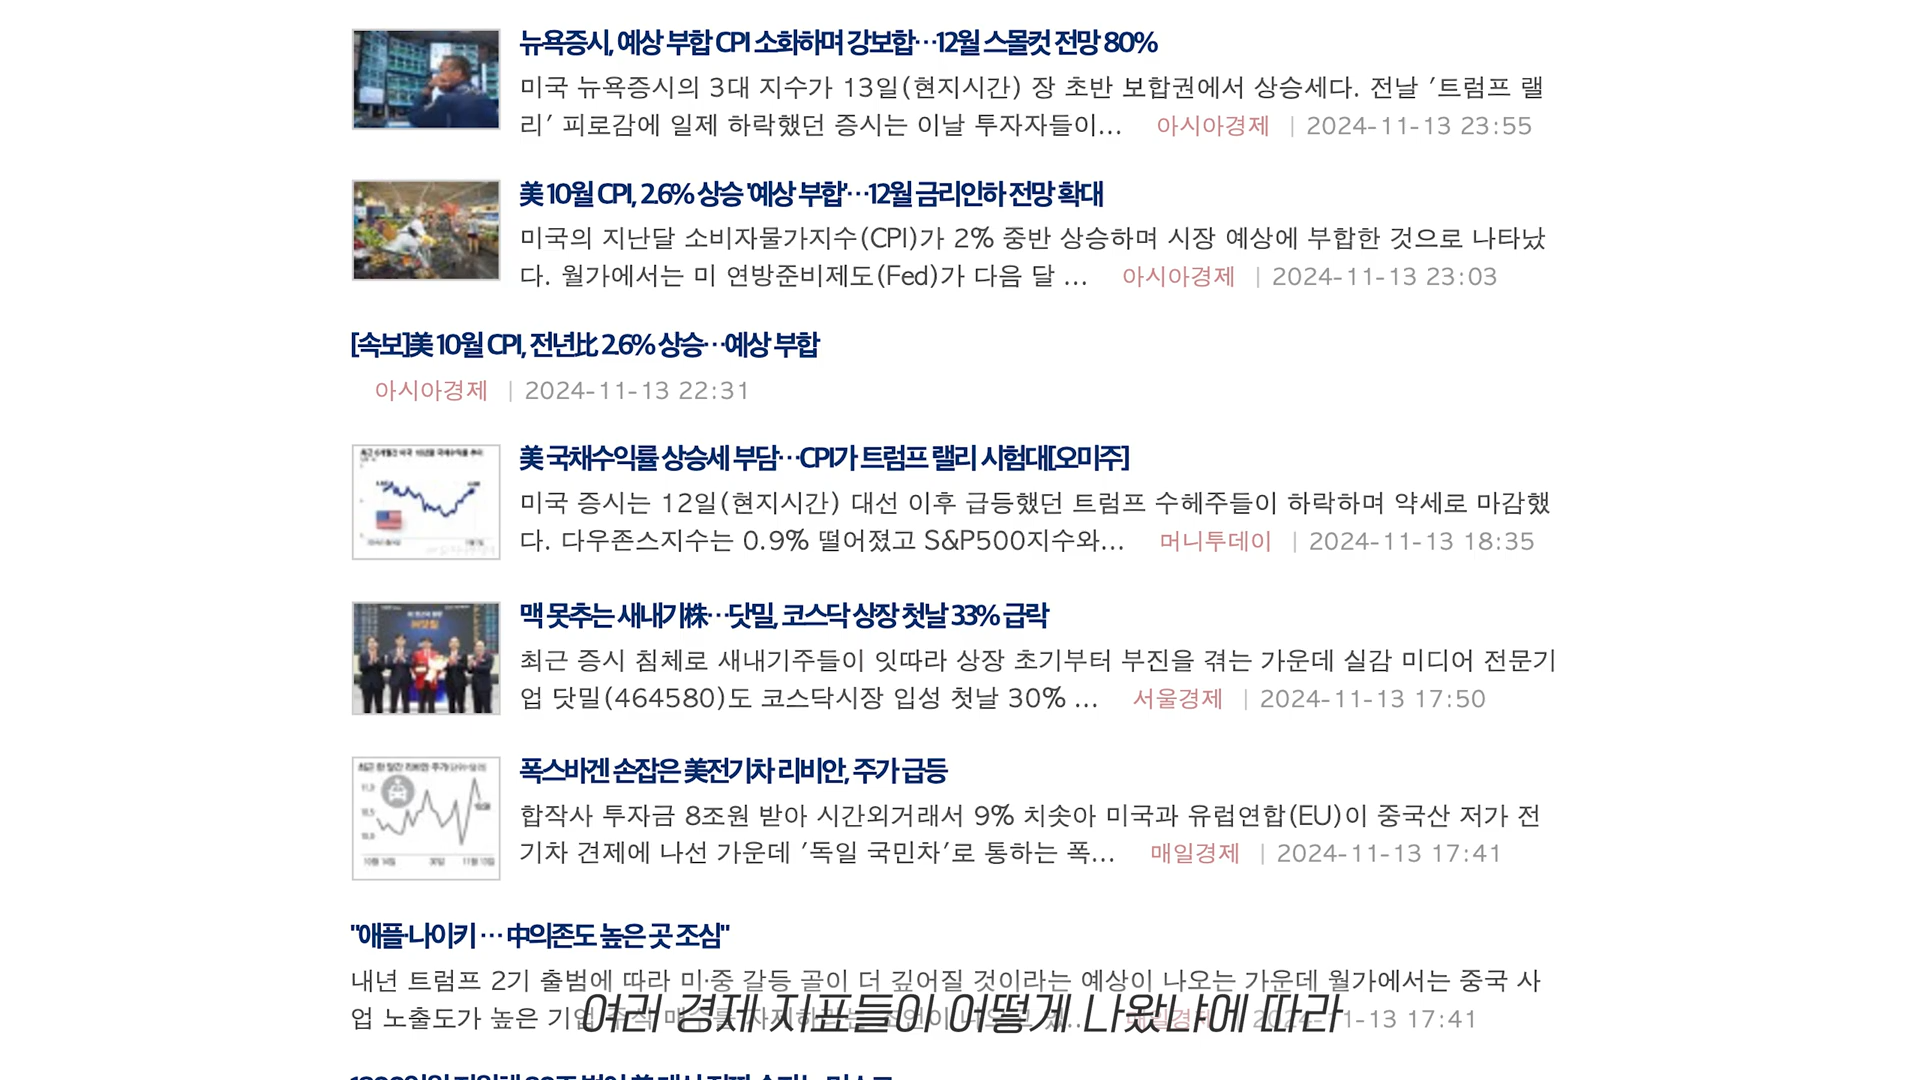 뉴욕증시, 예상 부합 CPI 소화하며 강보합…12월 스몰컷 전망 80%
미국 뉴욕증시의 3대 지수가 13일(현지시간) 장 초반 보합권에서 상승세다. 전날 '트럼프 랠
리' 피로감에 일제 하락했던 증시는 이날 투자자들이... 아시아경제 | 2024-11-13 23:55
美 10월 CPI, 2.6% 상승 '예상 부합'…12월 금리인하 전망 확대
미국의 지난달 소비자물가지수(CPI)가 2% 중반 상승하며 시장 예상에 부합한 것으로 나타났
다. 월가에서는 미 연방준비제도(Fed)가 다음 달 ... 아시아경제 | 2024-11-13 23:03
[속보]美 10월 CPI, 전년比 2.6% 상승…예상 부합
아시아경제 | 2024-11-13 22:31
美 국채수익률 상승세 부담…CPI가 트럼프 랠리 시험대[오미주]
미국 증시는 12일(현지시간) 대선 이후 급등했던 트럼프 수혜주들이 하락하며 약세로 마감했
다. 다우존스지수는 0.9% 떨어졌고 S&P500지수와... 머니투데이 | 2024-11-13 18:35
맥 못추는 새내기株…닷밀, 코스닥 상장 첫날 33% 급락
최근 증시 침체로 새내기주들이 잇따라 상장 초기부터 부진을 겪는 가운데 실감 미디어 전문기
업 닷밀(464580)도 코스닥시장 입성 첫날 30% ... 서울경제 | 2024-11-13 17:50
폭스바겐 손잡은 美전기차 리비안, 주가 급등
합작사 투자금 8조원 받아 시간외거래서 9% 치솟아 미국과 유럽연합(EU)이 중국산 저가 전
기차 견제에 나선 가운데 '독일 국민차'로 통하는 폭... 매일경제 | 2024-11-13 17:41
"애플·나이키 … 中의존도 높은 곳 조심"
내년 트럼프 2기 출범에 따라 미·중 갈등 골이 더 깊어질 것이라는 예상이 나오는 가운데 월가에서는 중국 사
업 노출도가 높은 기업 주식 매수를 자제하라는 조언이 매일경제 2024-11-13 17:41
여러 경제 지표들이 어떻게 나왔냐에 따라